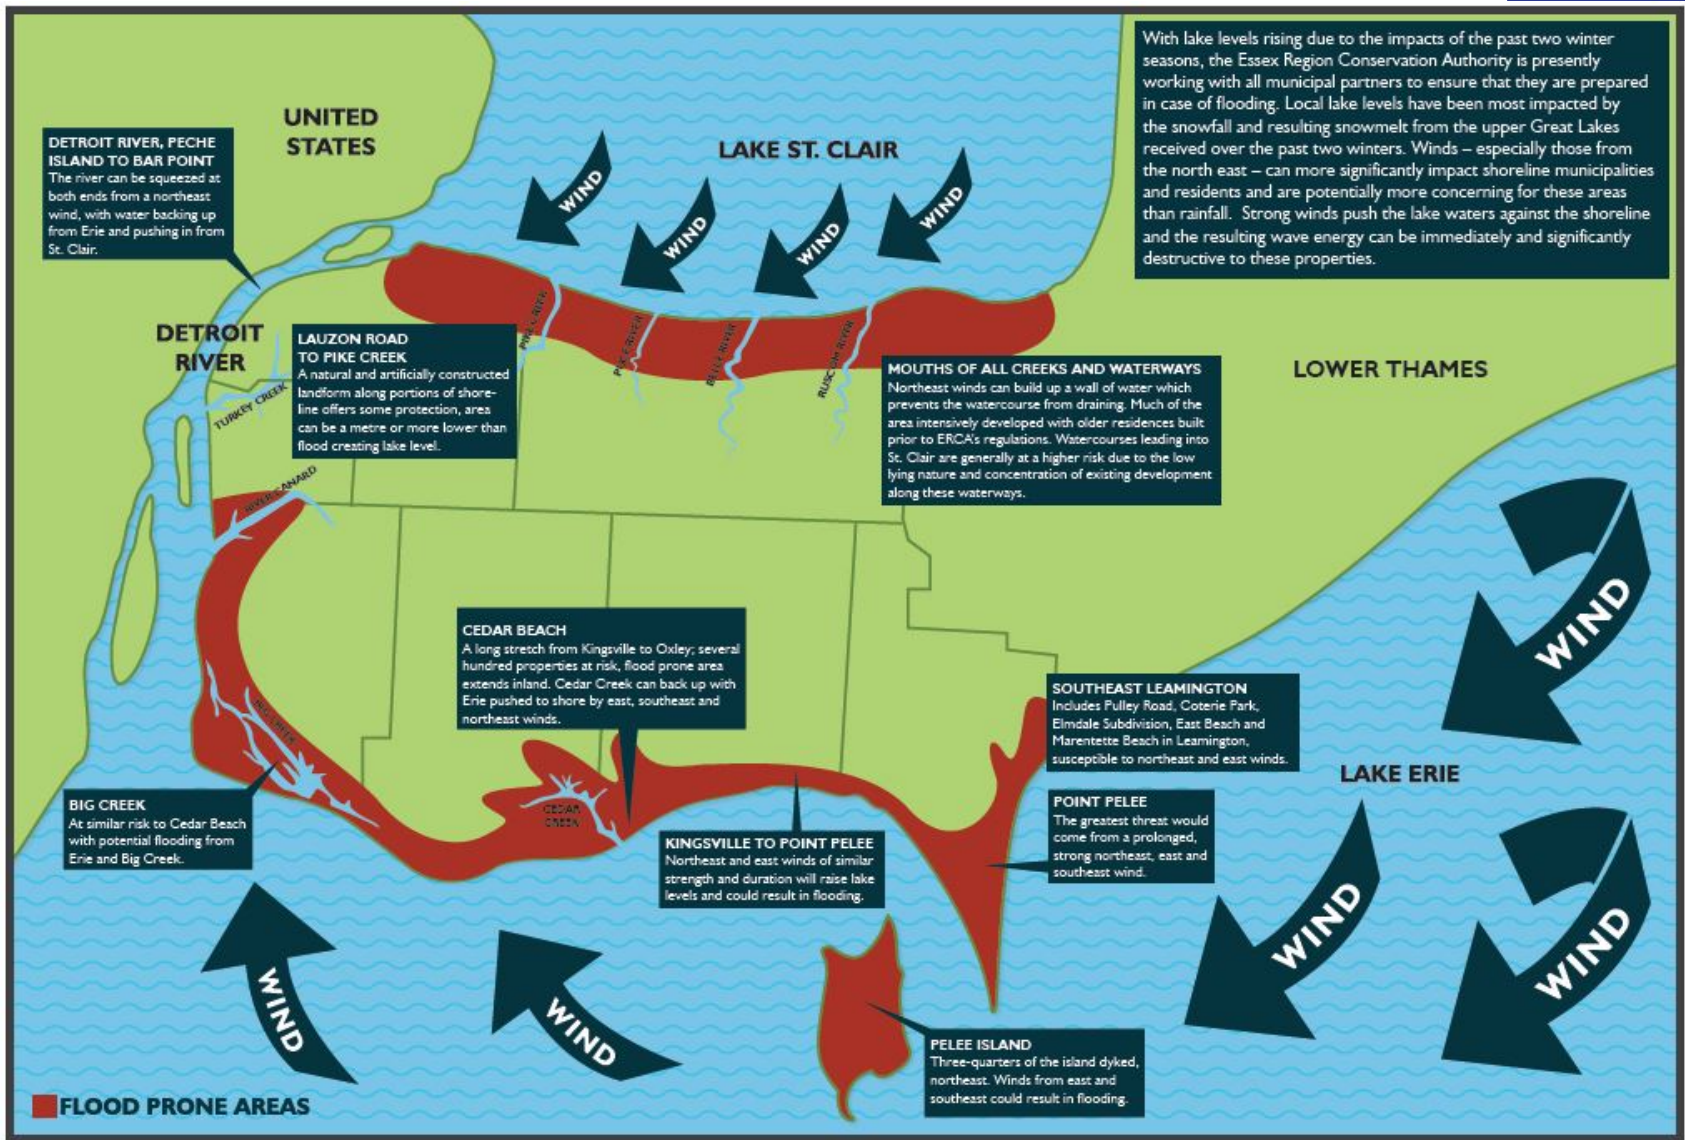 With lake levels rising due to the impacts of the past two winter
seasons, the Essex Region Conservation Authority is presently
working with all municipal partners to ensure that they are prepared
in case of flooding. Local lake levels have been most impacted by
the snowfall and resulting snowmelt from the upper Great Lakes
received over the past two winters. Winds – especially those from
the north east – can more significantly impact shoreline municipalities
and residents and are potentially more concerning for these areas
than rainfall. Strong winds push the lake waters against the shoreline
and the resulting wave energy can be immediately and significantly
destructive to these properties.
UNITED
STATES
LAKE ST. CLAIR
DETROIT RIVER, PECHE
ISLAND TO BAR POINT
The river can be squeezed at
both ends from a northeast
wind, with water backing up
from Erie and pushing in from
St. Clair.
WIND
WIND
WIND
WIND
DETROIT
RIVER
LAUZON ROAD
TO PIKE CREEK
A natural and artificially constructed
landform along portions of shore-
line offers some protection, area
can be a metre or more lower than
flood creating lake level.
PIKE CREEK
PUCE RIVER
BELLE RIVER
RUSCOM RIVER
TURKEY CREEK
MOUTHS OF ALL CREEKS AND WATERWAYS
Northeast winds can build up a wall of water which
prevents the watercourse from draining. Much of the
area intensively developed with older residences built
prior to ERCA's regulations. Watercourses leading into
St. Clair are generally at a higher risk due to the low
lying nature and concentration of existing development
along these waterways.
LOWER THAMES
RIVER CANARD
WIND
CEDAR BEACH
A long stretch from Kingsville to Oxley; several
hundred properties at risk, flood prone area
extends inland. Cedar Creek can back up with
Erie pushed to shore by east, southeast and
northeast winds.
SOUTHEAST LEAMINGTON
Includes Pulley Road, Coterie Park,
Elmdale Subdivision, East Beach and
Marentette Beach in Leamington,
susceptible to northeast and east winds.
BIG CREEK
LAKE ERIE
BIG CREEK
At similar risk to Cedar Beach
with potential flooding from
Erie and Big Creek.
CEDAR
CREEK
KINGSVILLE TO POINT PELEE
Northeast and east winds of similar
strength and duration will raise lake
levels and could result in flooding.
POINT PELEE
The greatest threat would
come from a prolonged,
strong northeast, east and
southeast wind.
WIND
WIND
WIND
WIND
PELEE ISLAND
Three-quarters of the island dyked,
northeast. Winds from east and
southeast could result in flooding.
FLOOD PRONE AREAS